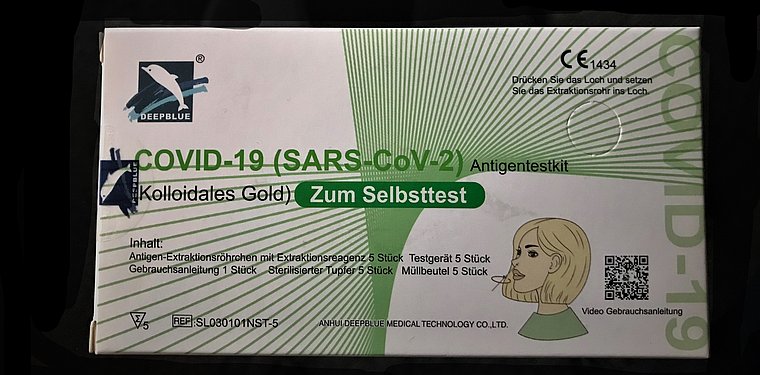 ®
DEEPBLUE
CE 1434
Drücken Sie das Loch und setzen
Sie das Extraktionsrohr ins Loch.
COVID-19
COVID-19 (SARS-CoV-2) Antigentestkit
DEEPBLUE
Kolloidales Gold) Zum Selbsttest
Inhalt:
Antigen-Extraktionsröhrchen mit Extraktionsreagenz 5 Stück Testgerät 5 Stück
Gebrauchsanleitung 1 Stück Sterilisierter Tupfer 5 Stück Müllbeutel 5 Stück
Video Gebrauchsanleitung
Σ 5 REF:SL030101NST-5 ANHUI DEEPBLUE MEDICAL TECHNOLOGY CO.,LTD.